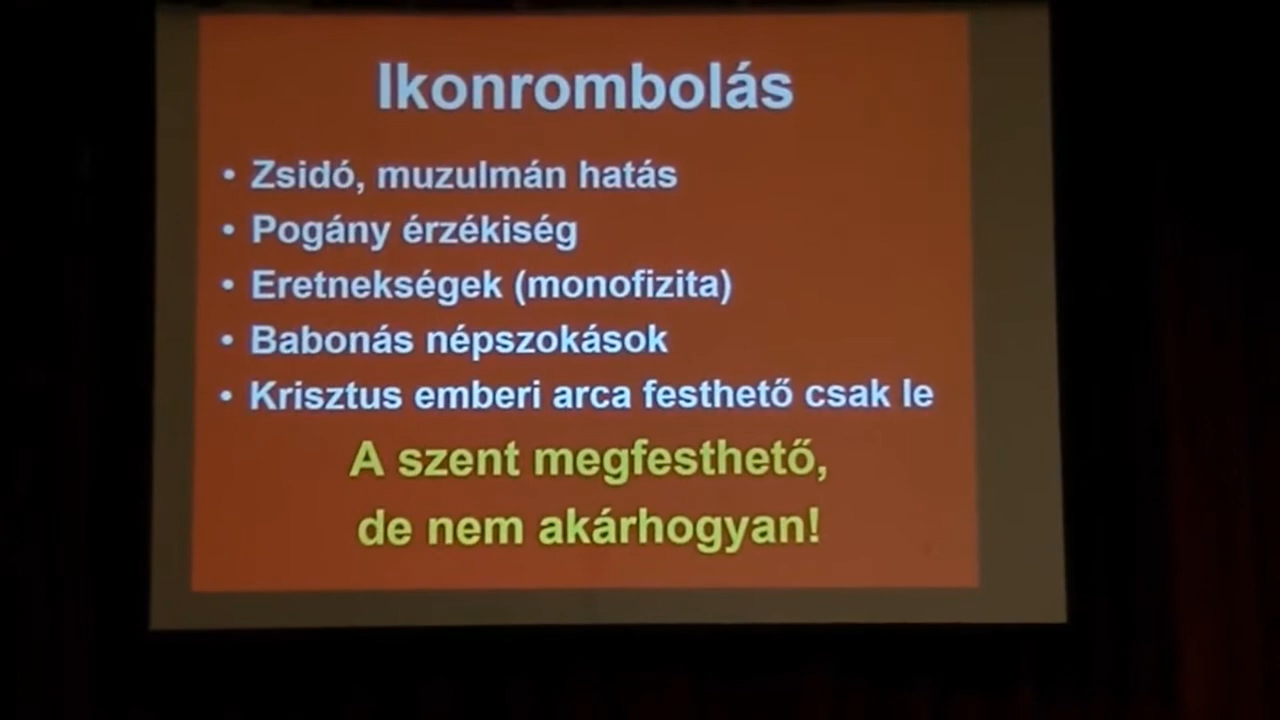 Ikonrombolás
• Zsidó, muzulmán hatás
• Pogány érzékiség
• Eretnekségek (monofizita)
• Babonás népszokások
• Krisztus emberi arca festhető csak le
A szent megfesthető,
de nem akárhogyan!